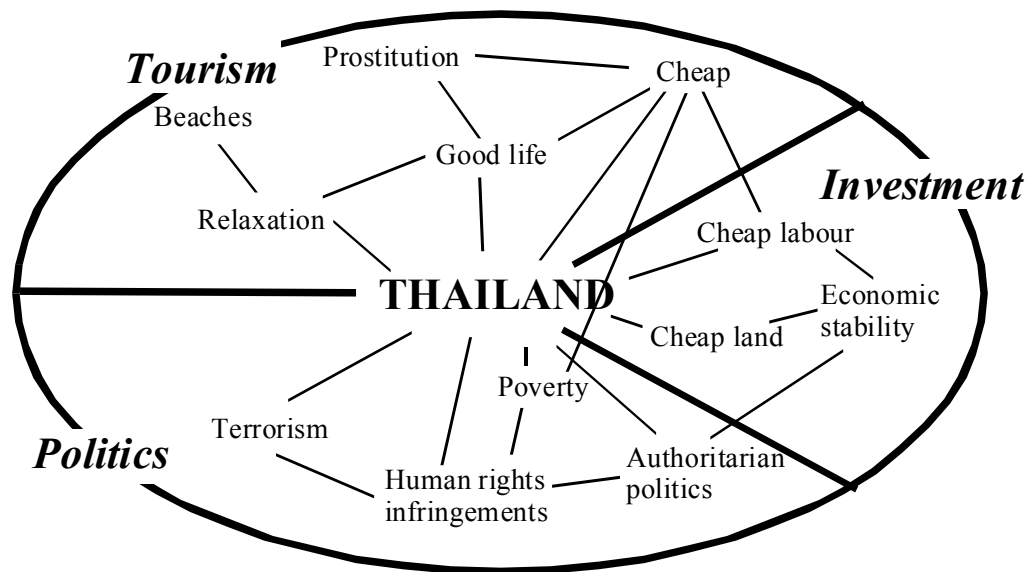 Prostitution
Tourism
Cheap
Beaches
Good life
Investment
Relaxation
Cheap labour
THAILAND
Economic
stability
Cheap land
Poverty
Terrorism
Politics
Authoritarian
politics
Human rights
infringements